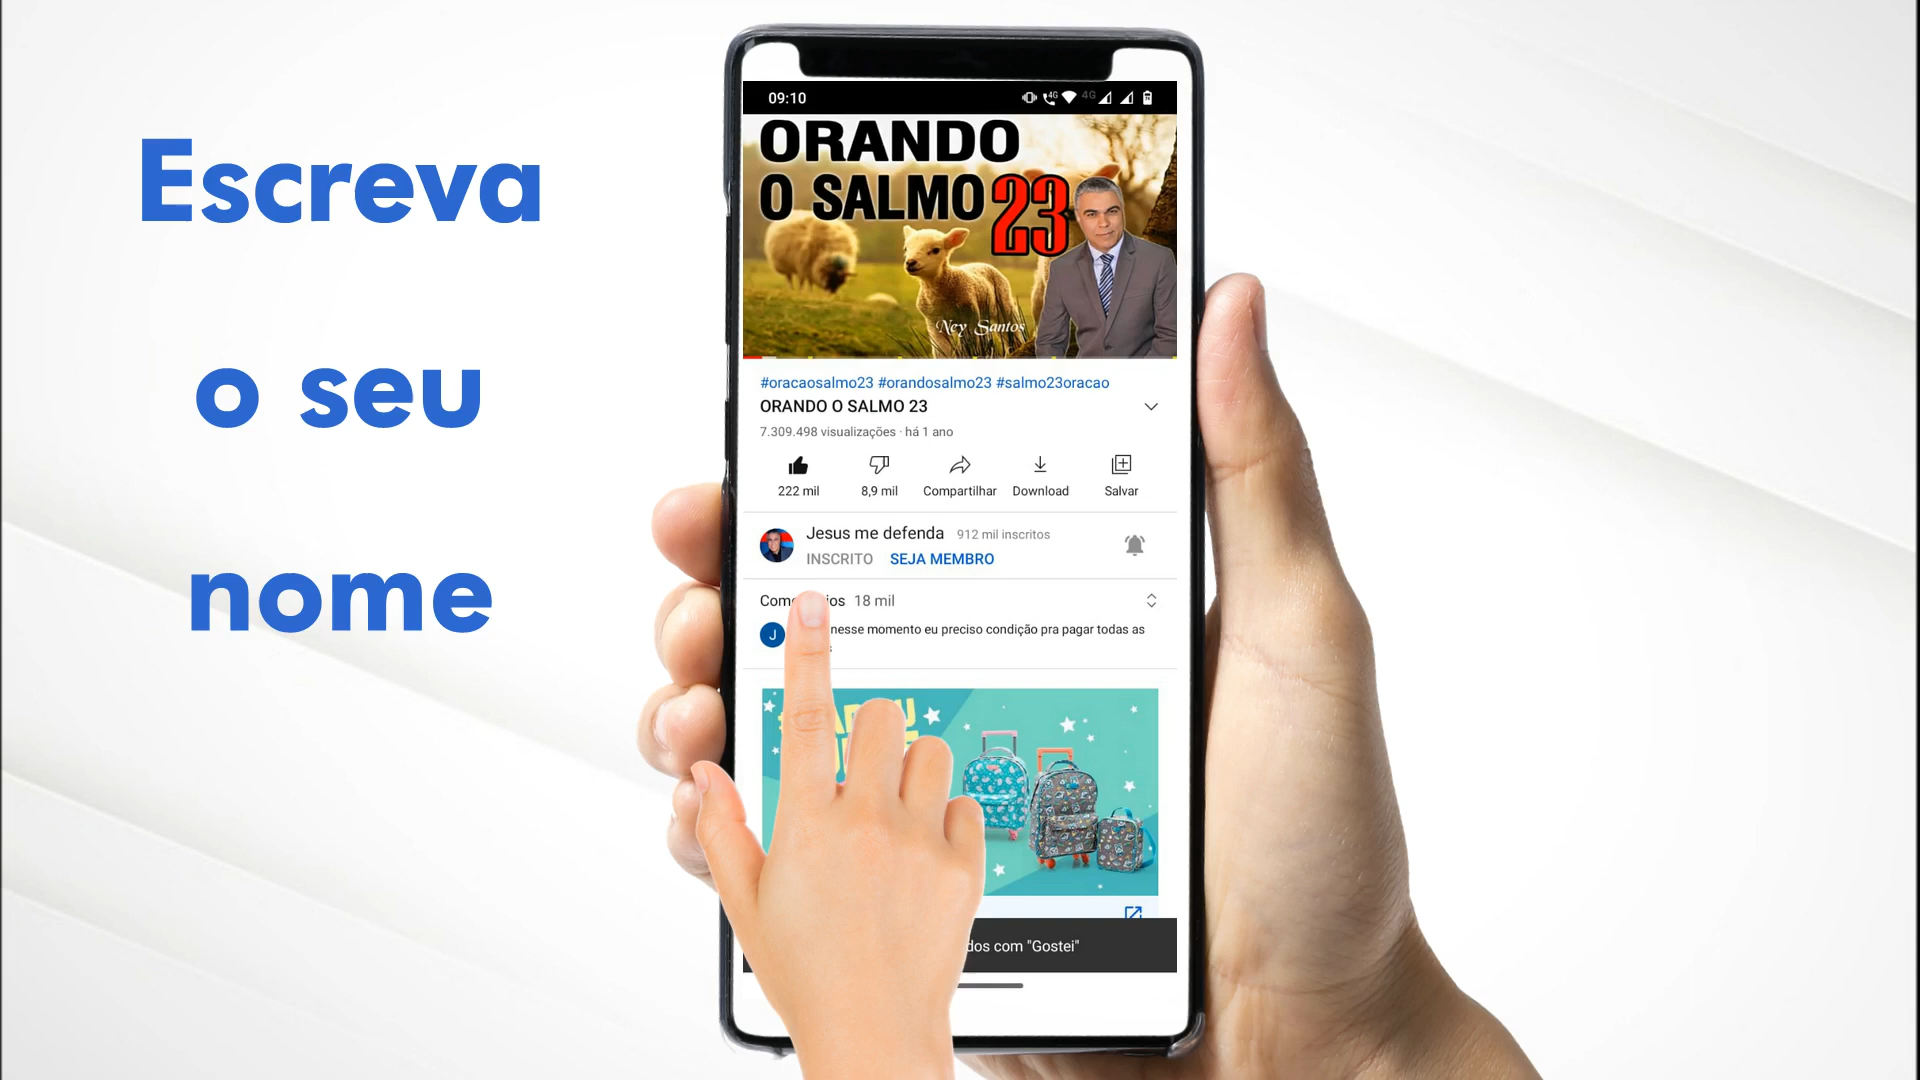 Escreva
o seu
nome
09:10
4G
4G
ORANDO
O SALMO 23
Ney Santos
#oracaosalmo23 #orandosalmo23 #salmo23oracao
ORANDO O SALMO 23
7.309.498 visualizações · há 1 ano
222 mil
8,9 mil
Compartilhar
Download
Salvar
Jesus me defenda 912 mil inscritos
INSCRITO SEJA MEMBRO
18 mil
J
nesse momento eu preciso condição pra pagar todas as
com "Gostei"